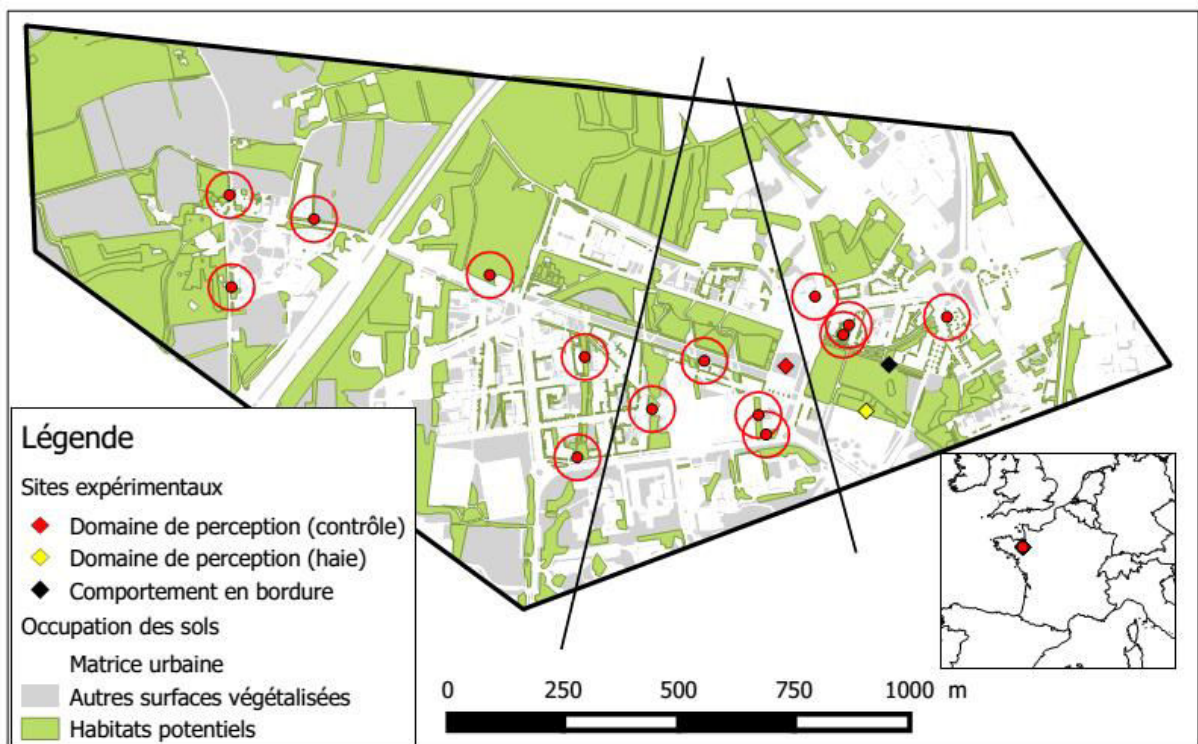 Légende
Sites expérimentaux
Domaine de perception (contrôle)
Domaine de perception (haie)
Comportement en bordure
Occupation des sols
Matrice urbaine
Autres surfaces végétalisées
Habitats potentiels
0 250 500 750 1000 m